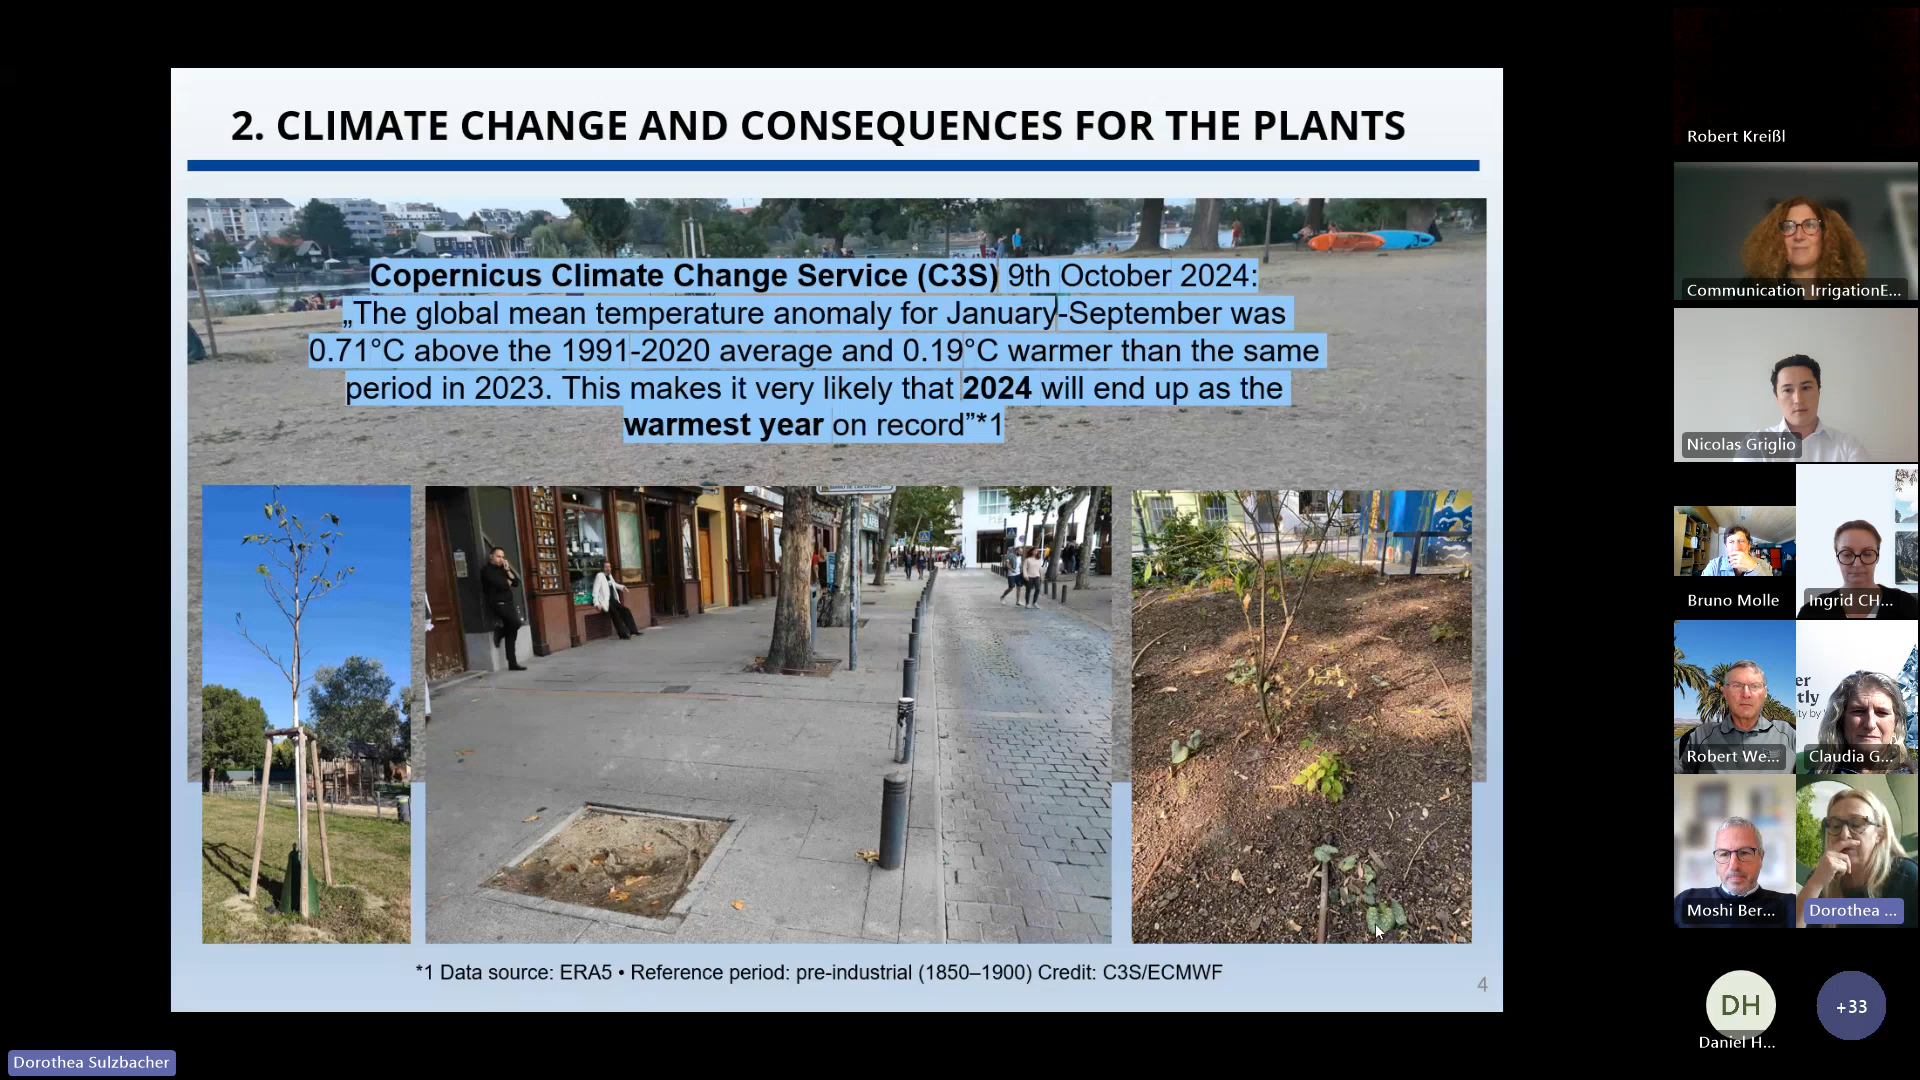 2. CLIMATE CHANGE AND CONSEQUENCES FOR THE PLANTS
Copernicus Climate Change Service (C3S) 9th October 2024:
„The global mean temperature anomaly for January-September was
0.71°C above the 1991-2020 average and 0.19°C warmer than the same
period in 2023. This makes it very likely that 2024 will end up as the
warmest year on record”*1
*1 Data source: ERA5 • Reference period: pre-industrial (1850–1900) Credit: C3S/ECMWF
4
Robert Kreißl
Communication IrrigationE...
Nicolas Griglio
Bruno Molle
Ingrid CH...
Robert We...
Claudia G...
Moshi Ber...
Dorothea ...
DH
Daniel H...
+33
Dorothea Sulzbacher